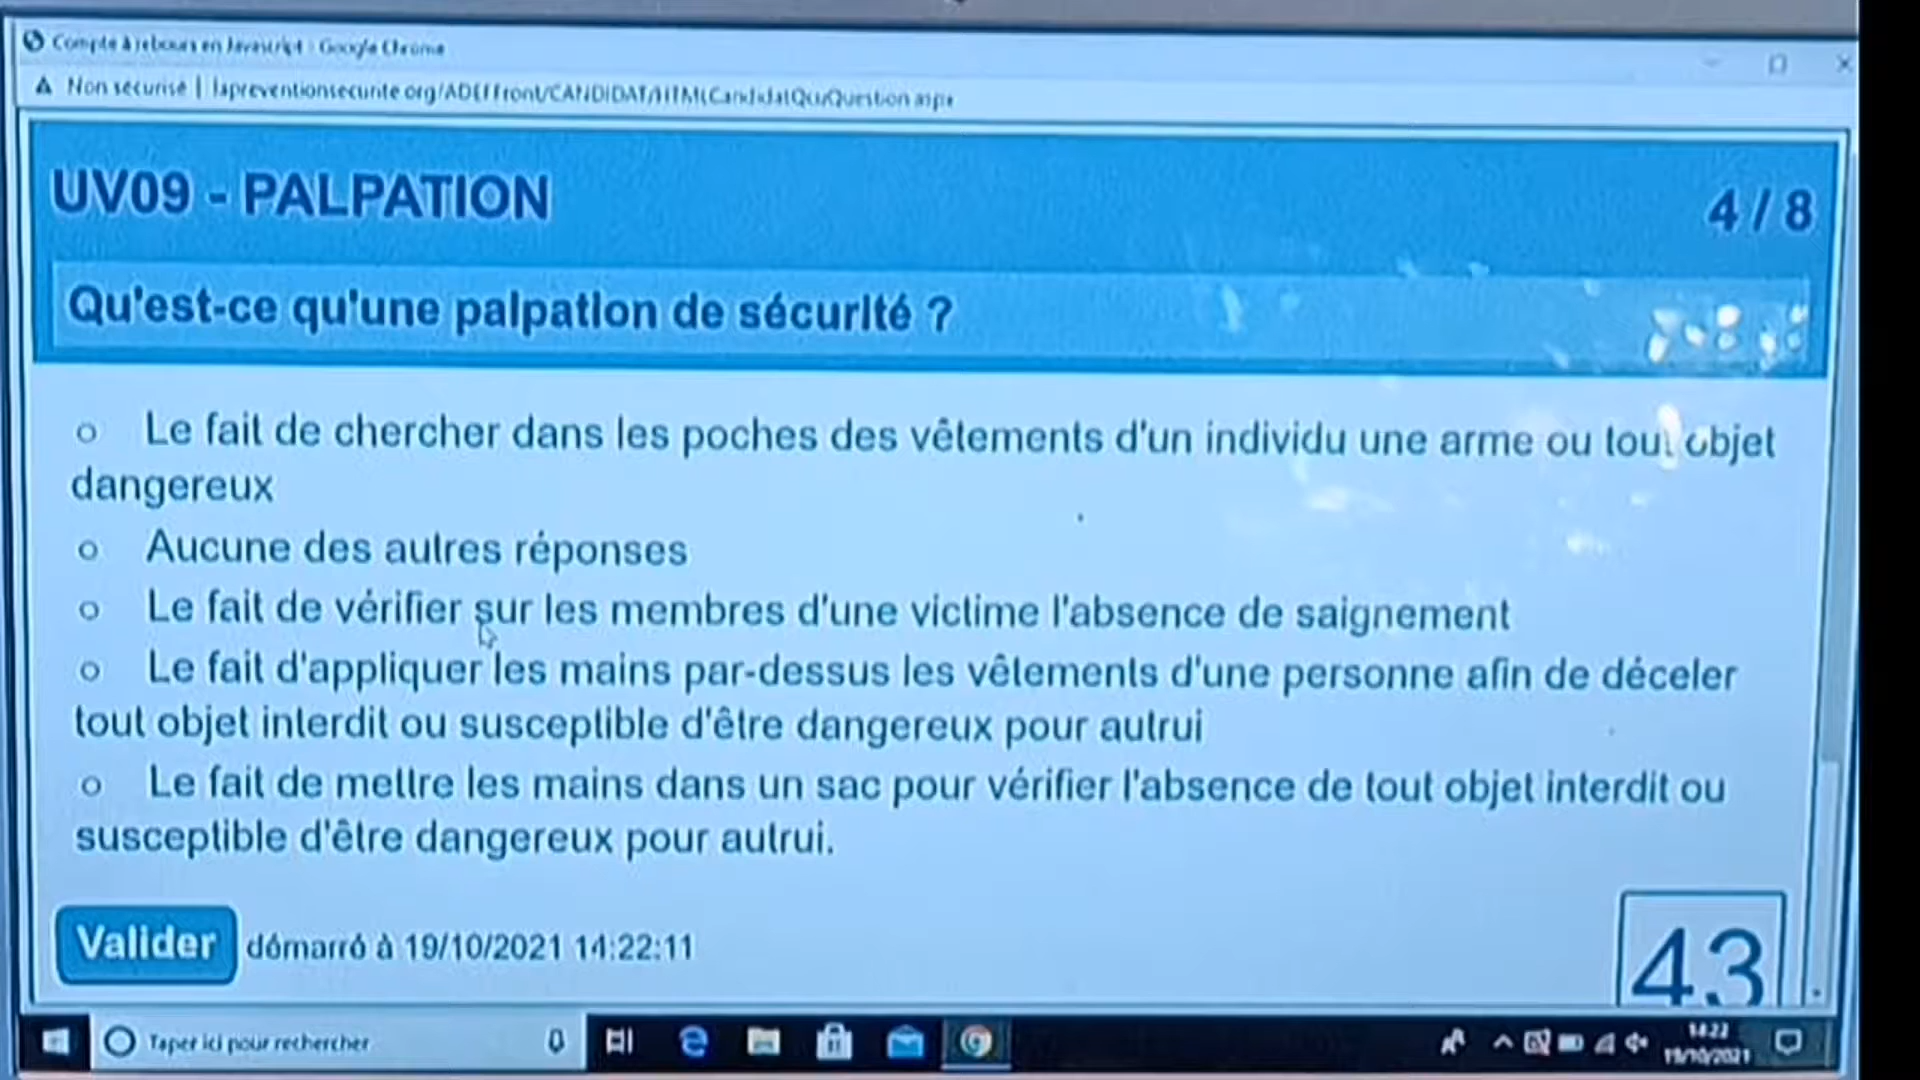 Compte à rebours en Javascript - Google Chrome
Non sécurisé | lapreventionsecurite.org/ADEFFront/CANDIDAT/HTML/CandidatQcu/Question.aspx
UV09 - PALPATION
4 / 8
Qu'est-ce qu'une palpation de sécurité ?
Le fait de chercher dans les poches des vêtements d'un individu une arme ou tout objet
dangereux
Aucune des autres réponses
Le fait de vérifier sur les membres d'une victime l'absence de saignement
Le fait d'appliquer les mains par-dessus les vêtements d'une personne afin de déceler
tout objet interdit ou susceptible d'être dangereux pour autrui
Le fait de mettre les mains dans un sac pour vérifier l'absence de tout objet interdit ou
susceptible d'être dangereux pour autrui.
Valider démarré à 19/10/2021 14:22:11
43
Taper ici pour rechercher
14:22
19/10/2021